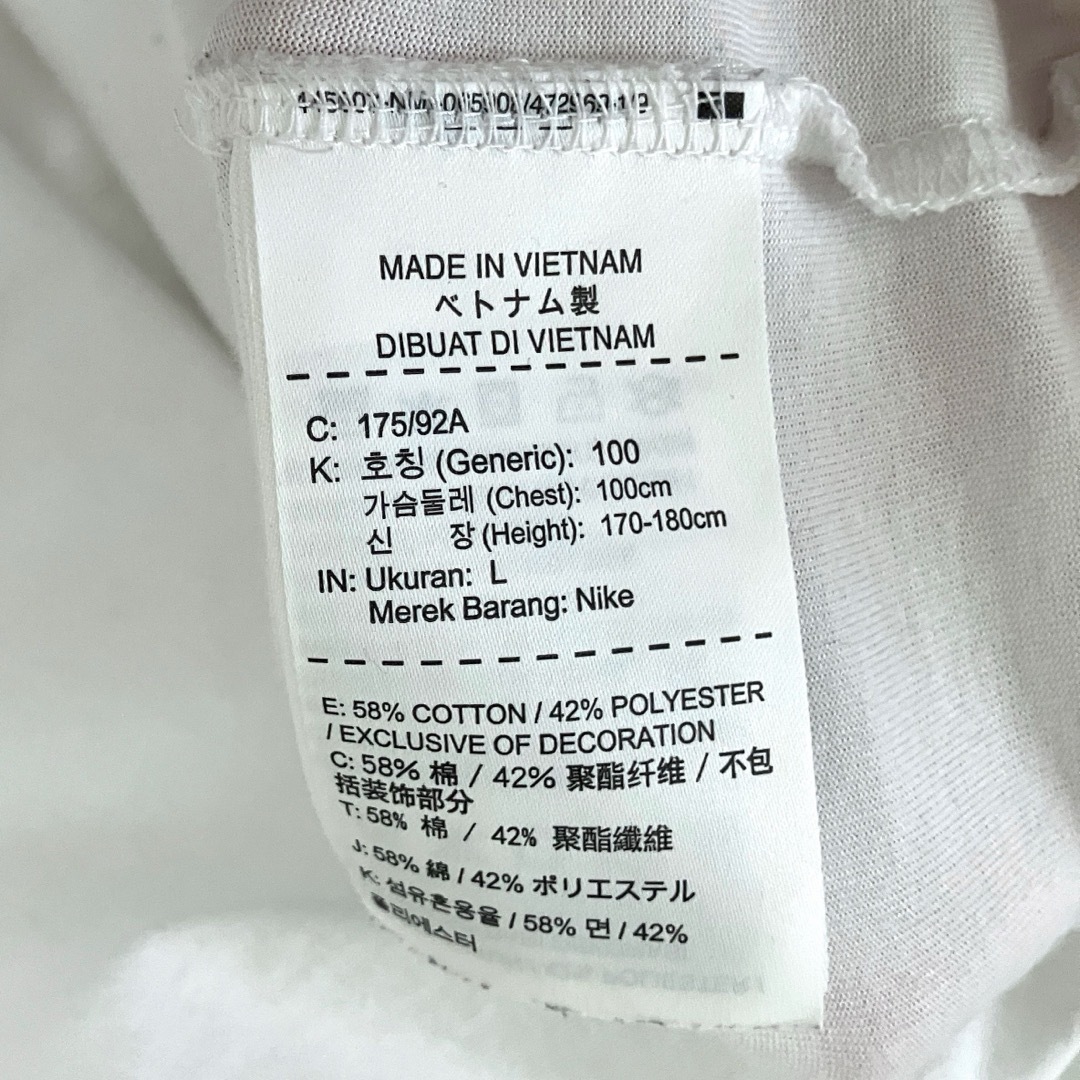 MADE IN VIETNAM
ベトナム製
DIBUAT DI VIETNAM
C: 175/92A
K: 호칭 (Generic): 100
가슴둘레 (Chest): 100cm
신 장 (Height): 170-180cm
IN: Ukuran: L
Merek Barang: Nike
E: 58% COTTON / 42% POLYESTER
/ EXCLUSIVE OF DECORATION
C: 58% 棉 / 42% 聚酯纤维 / 不包
括装饰部分
T: 58% 棉 / 42% 聚酯纖維
J: 58% 綿 / 42% ポリエステル
K: 섬유혼용율 / 58% 면 / 42%
폴리에스터